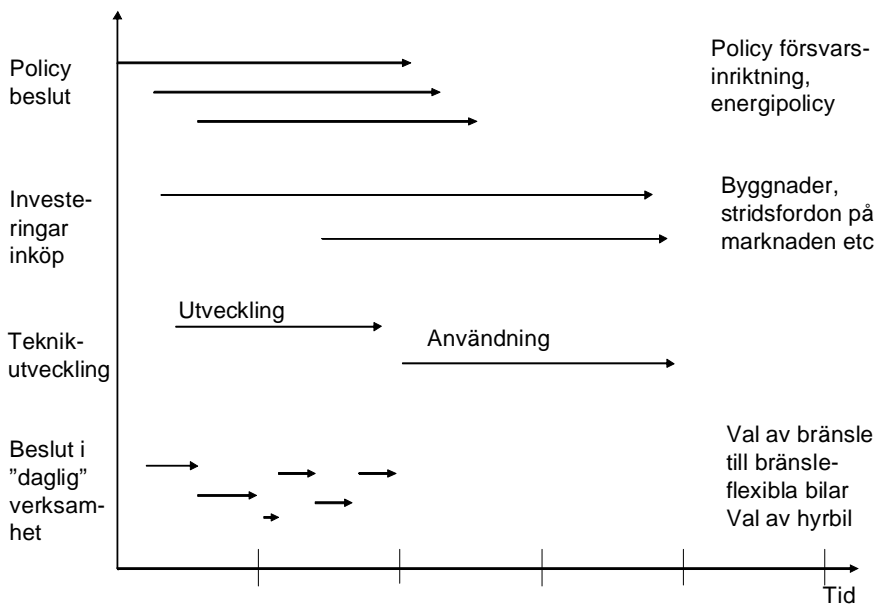 Policy
beslut
Policy försvars-
inriktning,
energipolicy
Investe-
ringar
inköp
Byggnader,
stridsfordon på
marknaden etc
Teknik-
utveckling
Utveckling
Användning
Beslut i
”daglig”
verksam-
het
Val av bränsle
till bränsle-
flexibla bilar
Val av hyrbil
Tid